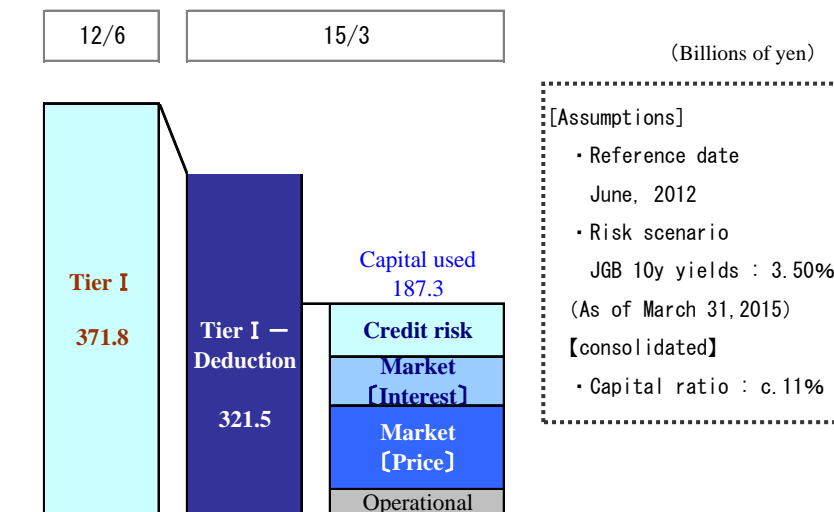 12/6
15/3
(Billions of yen)
Tier Ⅰ
371.8
Tier Ⅰ －
Deduction
321.5
Capital used
187.3
Credit risk
Market
〔Interest〕
Market
〔Price〕
Operational
[Assumptions]
・Reference date
June, 2012
・Risk scenario
JGB 10y yields : 3.50%
(As of March 31,2015)
【consolidated】
・Capital ratio : c.11%